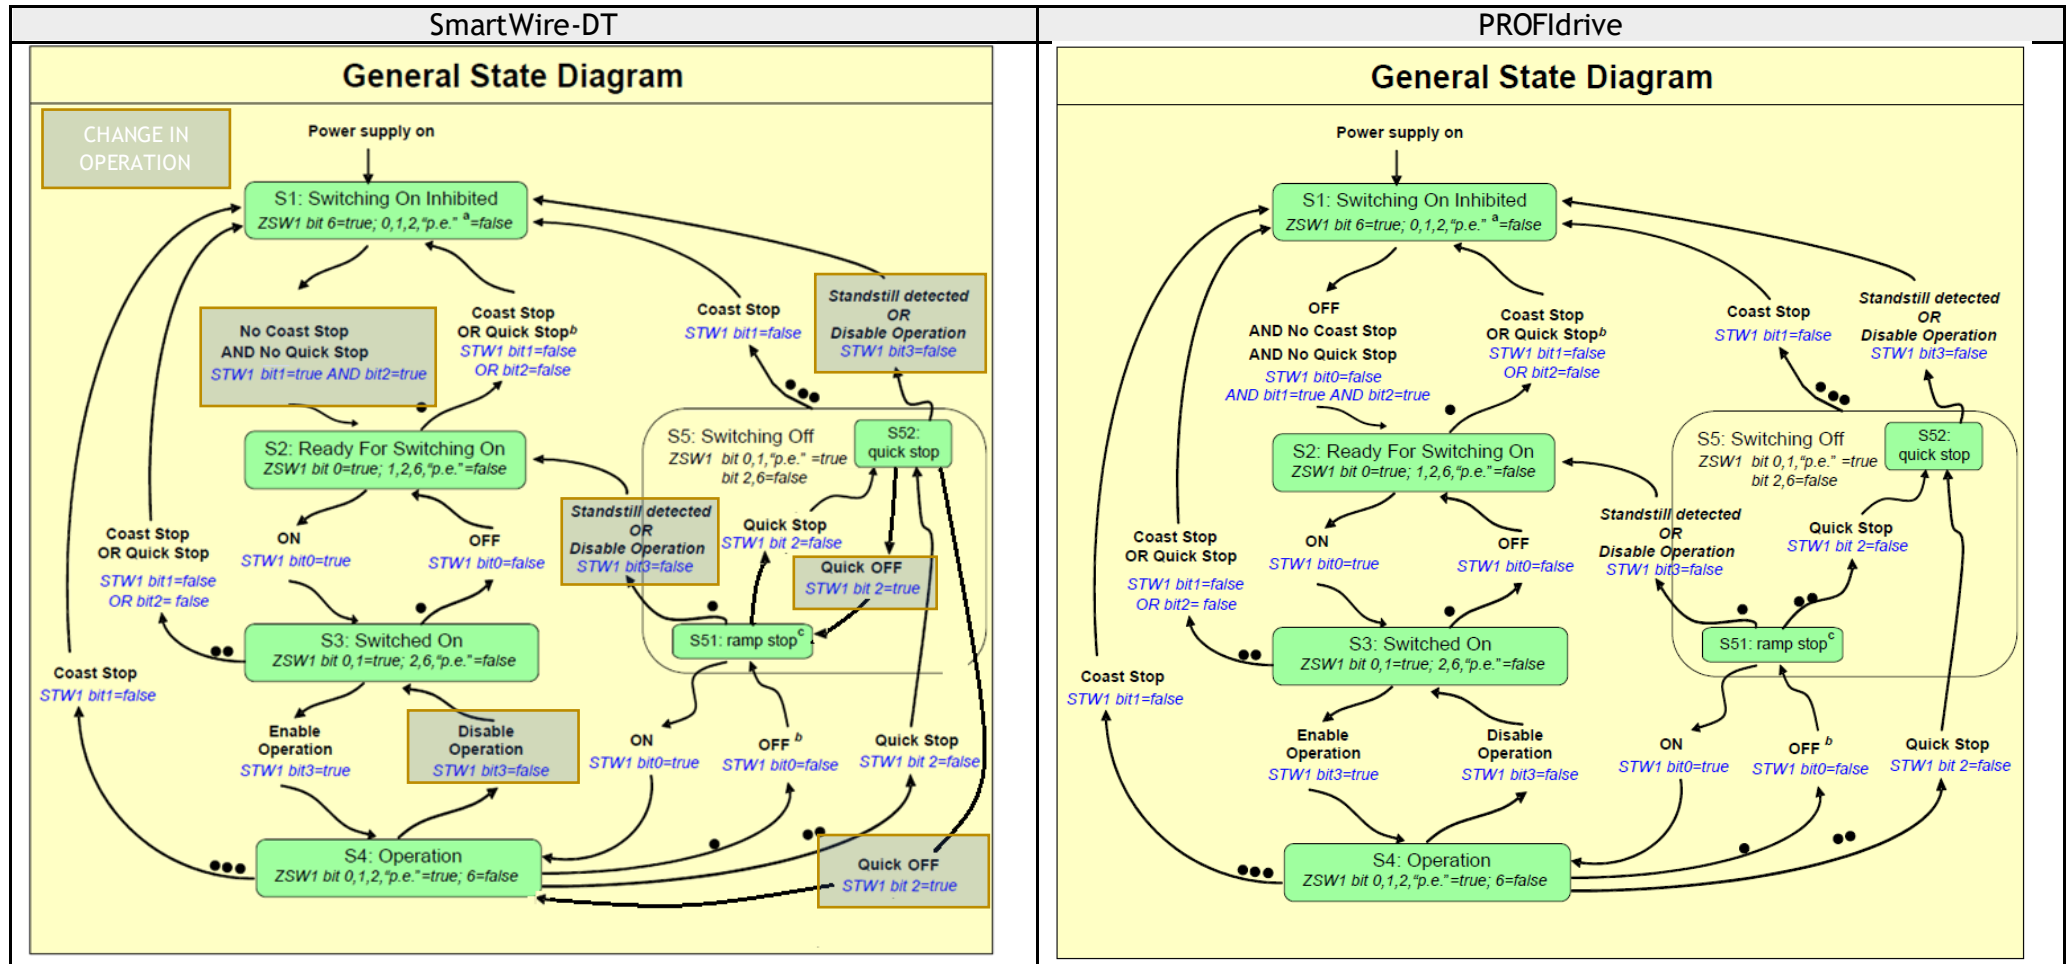 SmartWire-DT
General State Diagram
CHANGE IN
OPERATION
Power supply on
S1: Switching On Inhibited
ZSW1 bit 6=true; 0,1,2,“p.e.” a=false
No Coast Stop
AND No Quick Stop
STW1 bit1=true AND bit2=true
Coast Stop
OR Quick Stopb
STW1 bit1=false
OR bit2=false
Coast Stop
STW1 bit1=false
Standstill detected
OR
Disable Operation
STW1 bit3=false
S2: Ready For Switching On
ZSW1 bit 0=true; 1,2,6,“p.e.”=false
S5: Switching Off
ZSW1 bit 0,1,“p.e.” =true
bit 2,6=false
S52:
quick stop
Coast Stop
OR Quick Stop
STW1 bit1=false
OR bit2= false
ON
STW1 bit0=true
OFF
STW1 bit0=false
Standstill detected
OR
Disable Operation
STW1 bit3=false
Quick Stop
STW1 bit 2=false
Quick OFF
STW1 bit 2=true
S3: Switched On
ZSW1 bit 0,1=true; 2,6,“p.e.”=false
S51: ramp stopc
Coast Stop
STW1 bit1=false
Enable
Operation
STW1 bit3=true
Disable
Operation
STW1 bit3=false
ON
STW1 bit0=true
OFF b
STW1 bit0=false
Quick Stop
STW1 bit 2=false
S4: Operation
ZSW1 bit 0,1,2,“p.e.”=true; 6=false
Quick OFF
STW1 bit 2=true
PROFIdrive
General State Diagram
Power supply on
S1: Switching On Inhibited
ZSW1 bit 6=true; 0,1,2,“p.e.” a=false
OFF
AND No Coast Stop
AND No Quick Stop
STW1 bit0=false
AND bit1=true AND bit2=true
Coast Stop
OR Quick Stopb
STW1 bit1=false
OR bit2=false
Coast Stop
STW1 bit1=false
Standstill detected
OR
Disable Operation
STW1 bit3=false
S2: Ready For Switching On
ZSW1 bit 0=true; 1,2,6,“p.e.”=false
S5: Switching Off
ZSW1 bit 0,1,“p.e.” =true
bit 2,6=false
S52:
quick stop
Coast Stop
OR Quick Stop
STW1 bit1=false
OR bit2= false
ON
STW1 bit0=true
OFF
STW1 bit0=false
Standstill detected
OR
Disable Operation
STW1 bit3=false
Quick Stop
STW1 bit 2=false
S3: Switched On
ZSW1 bit 0,1=true; 2,6,“p.e.”=false
S51: ramp stopc
Coast Stop
STW1 bit1=false
Enable
Operation
STW1 bit3=true
Disable
Operation
STW1 bit3=false
ON
STW1 bit0=true
OFF b
STW1 bit0=false
Quick Stop
STW1 bit 2=false
S4: Operation
ZSW1 bit 0,1,2,“p.e.”=true; 6=false